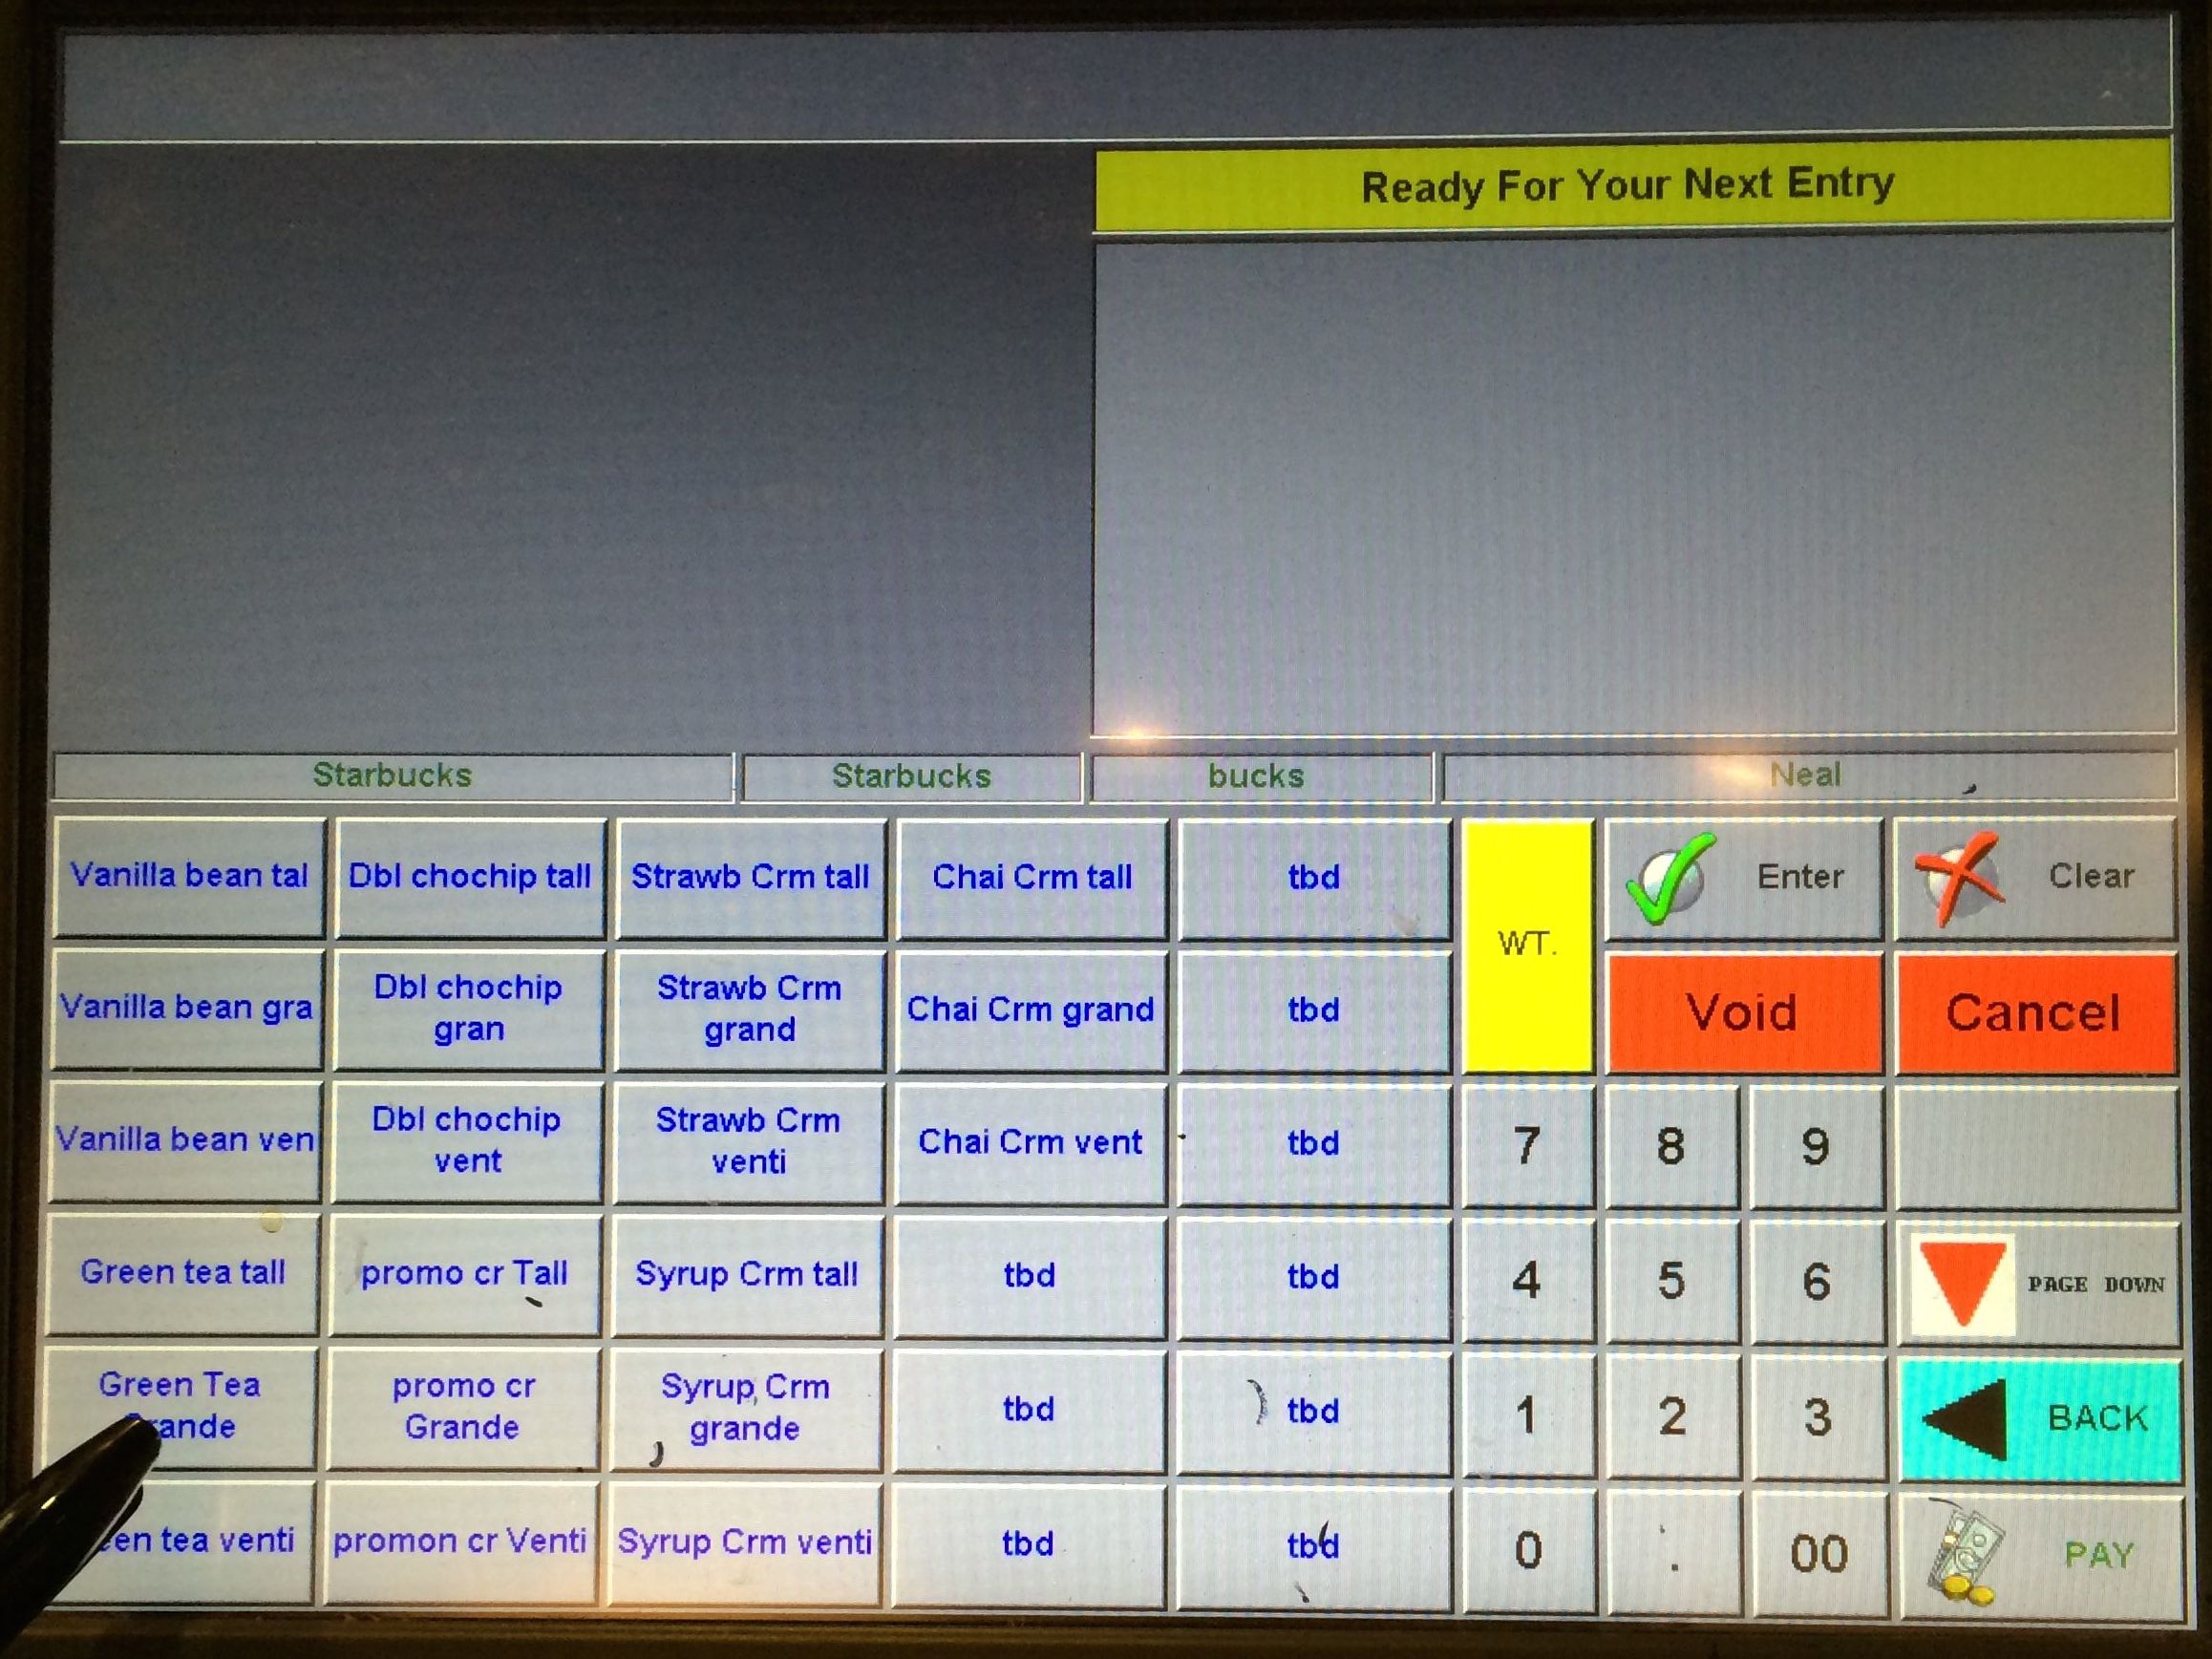 Ready For Your Next Entry
Starbucks Starbucks bucks Neal
Vanilla bean tal
Dbl chochip tall
Strawb Crm tall
Chai Crm tall
tbd
WT.
Enter
Clear
Vanilla bean gra
Dbl chochip
gran
Strawb Crm
grand
Chai Crm grand
tbd
Void
Cancel
Vanilla bean ven
Dbl chochip
vent
Strawb Crm
venti
Chai Crm vent
tbd
7
8
9
Green tea tall
promo cr Tall
Syrup Crm tall
tbd
tbd
4
5
6
PAGE DOWN
Green Tea
Grande
promo cr
Grande
Syrup Crm
grande
tbd
tbd
1
2
3
BACK
tea venti
promon cr Venti
Syrup Crm venti
tbd
tbd
0
.
00
PAY